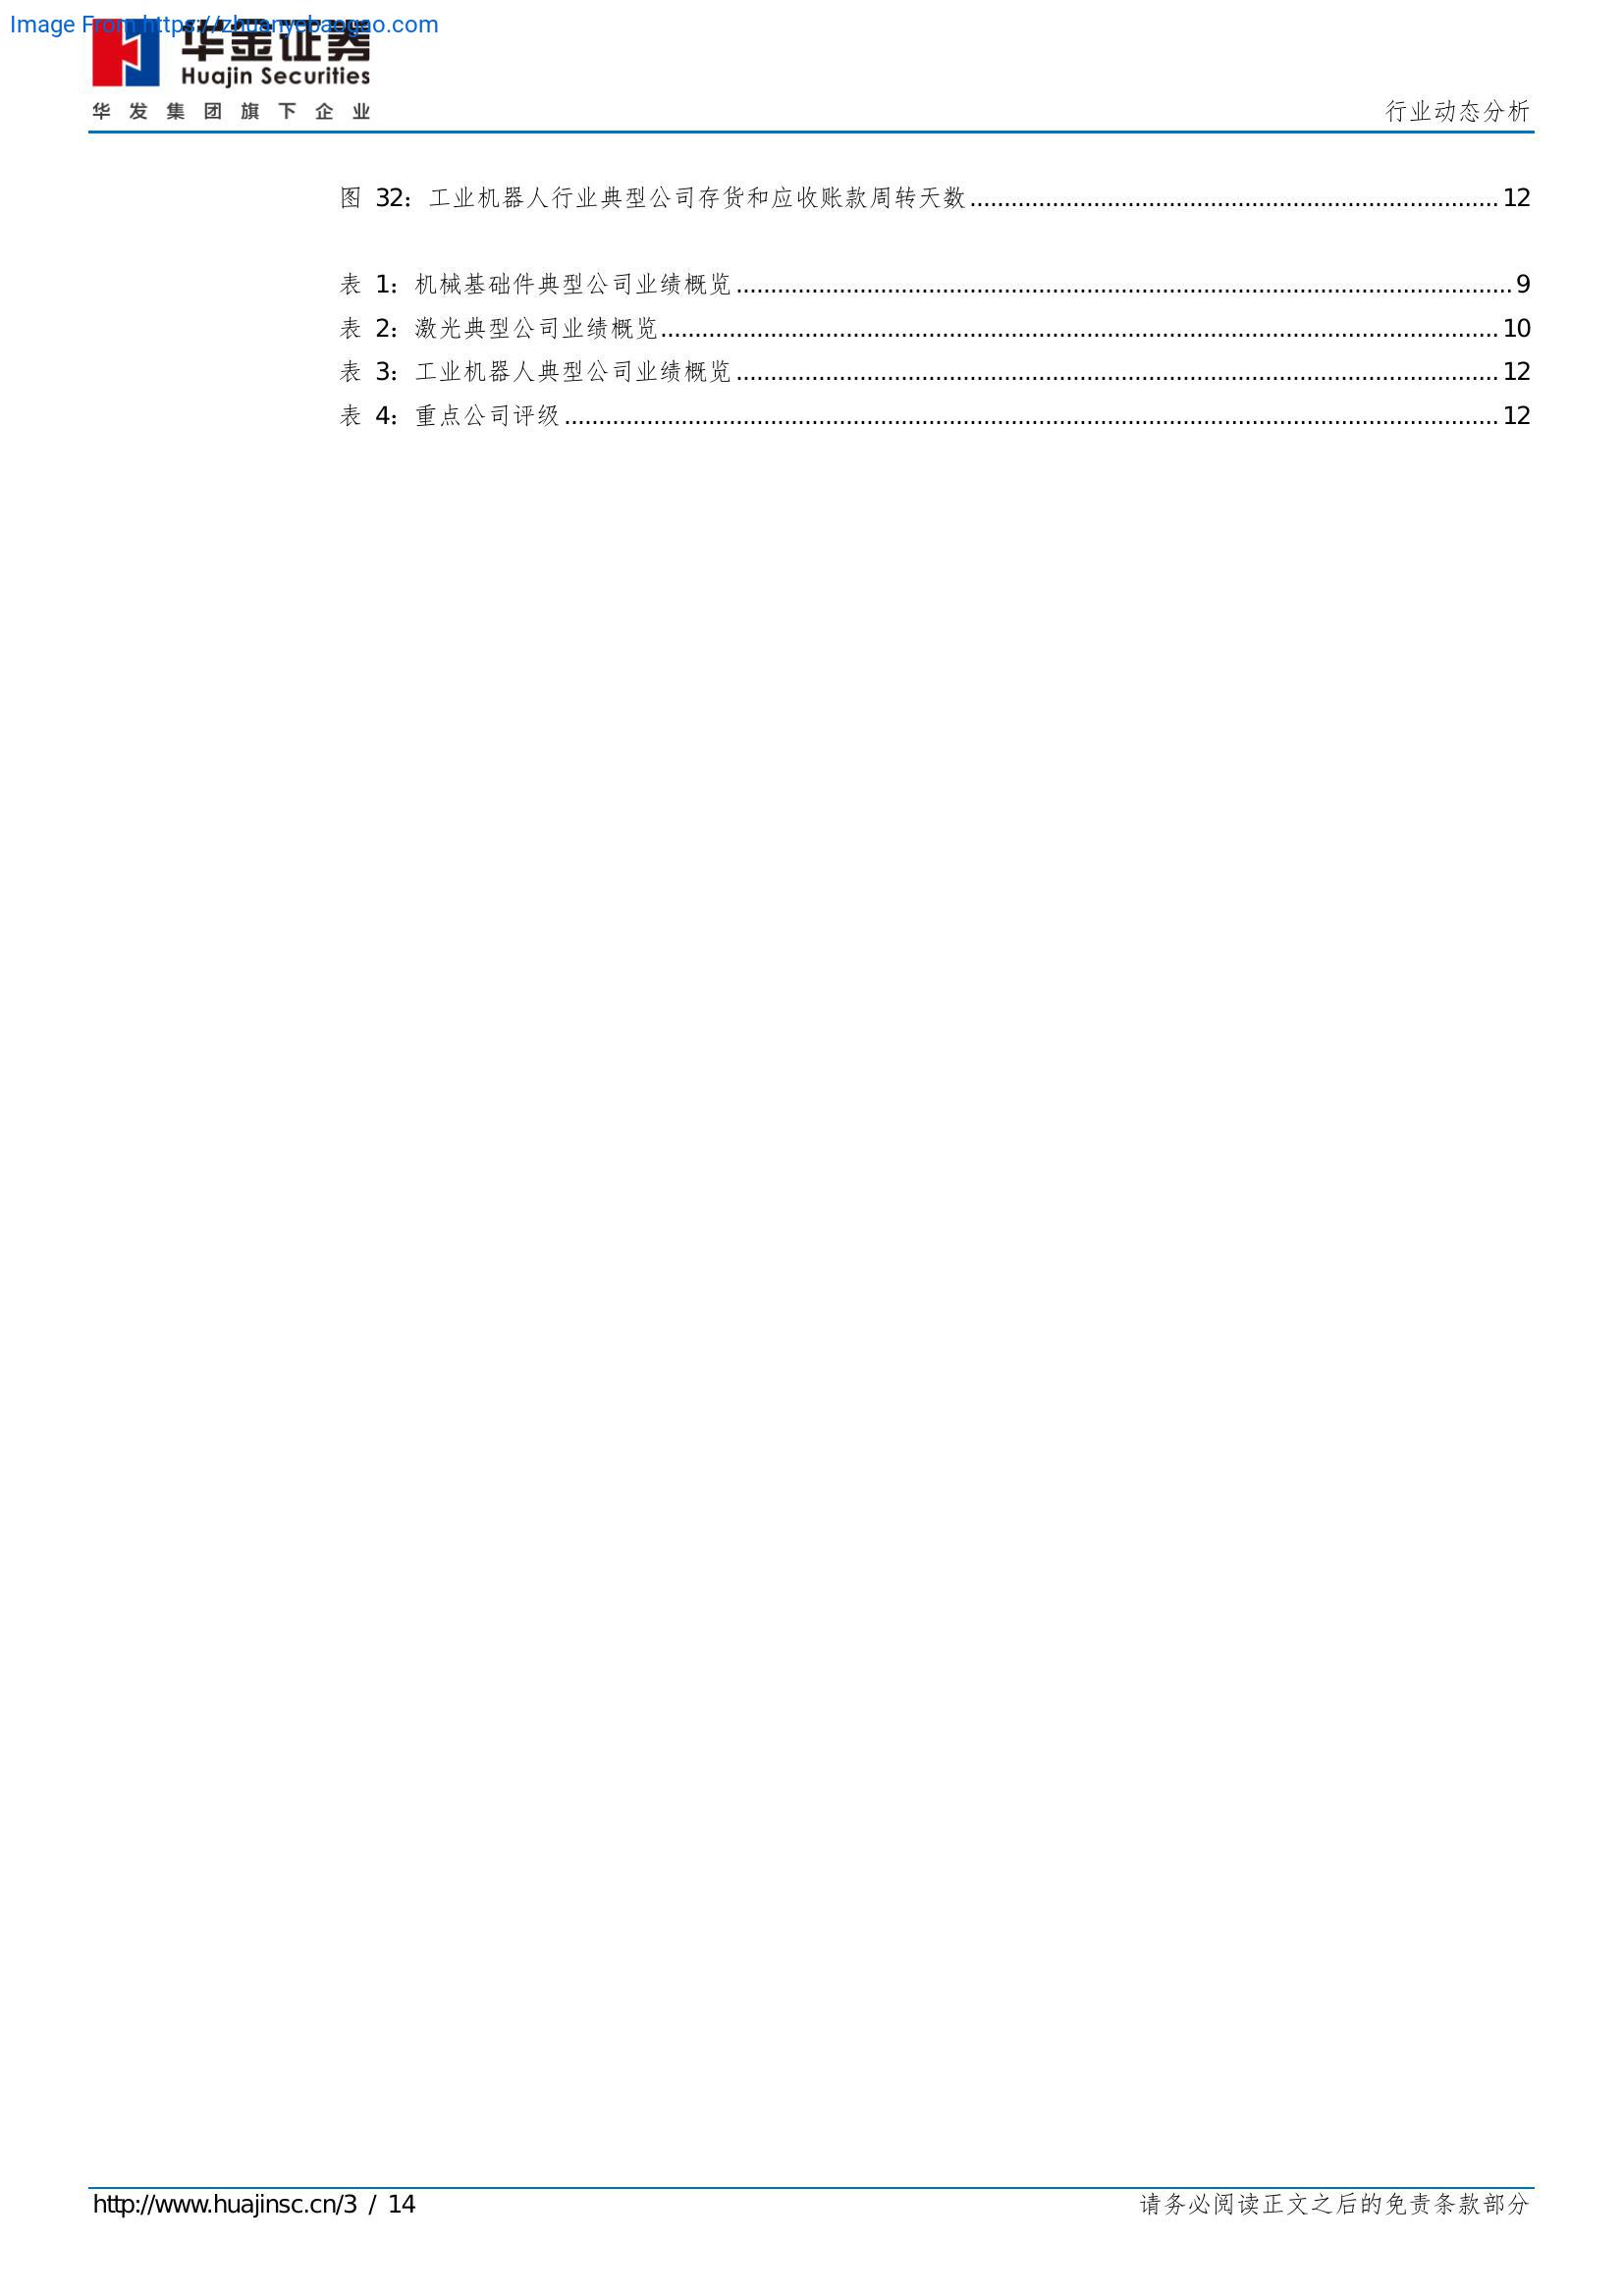 Image From https://zhuanyebaogao.com
华金证券
Huajin Securities
华发集团旗下企业
行业动态分析
图 32：工业机器人行业典型公司存货和应收账款周转天数................................................................................12
表 1：机械基础件典型公司业绩概览................................................................................................................9
表 2：激光典型公司业绩概览........................................................................................................................10
表 3：工业机器人典型公司业绩概览..............................................................................................................12
表 4：重点公司评级......................................................................................................................................12
http://www.huajinsc.cn/3 / 14
请务必阅读正文之后的免责条款部分